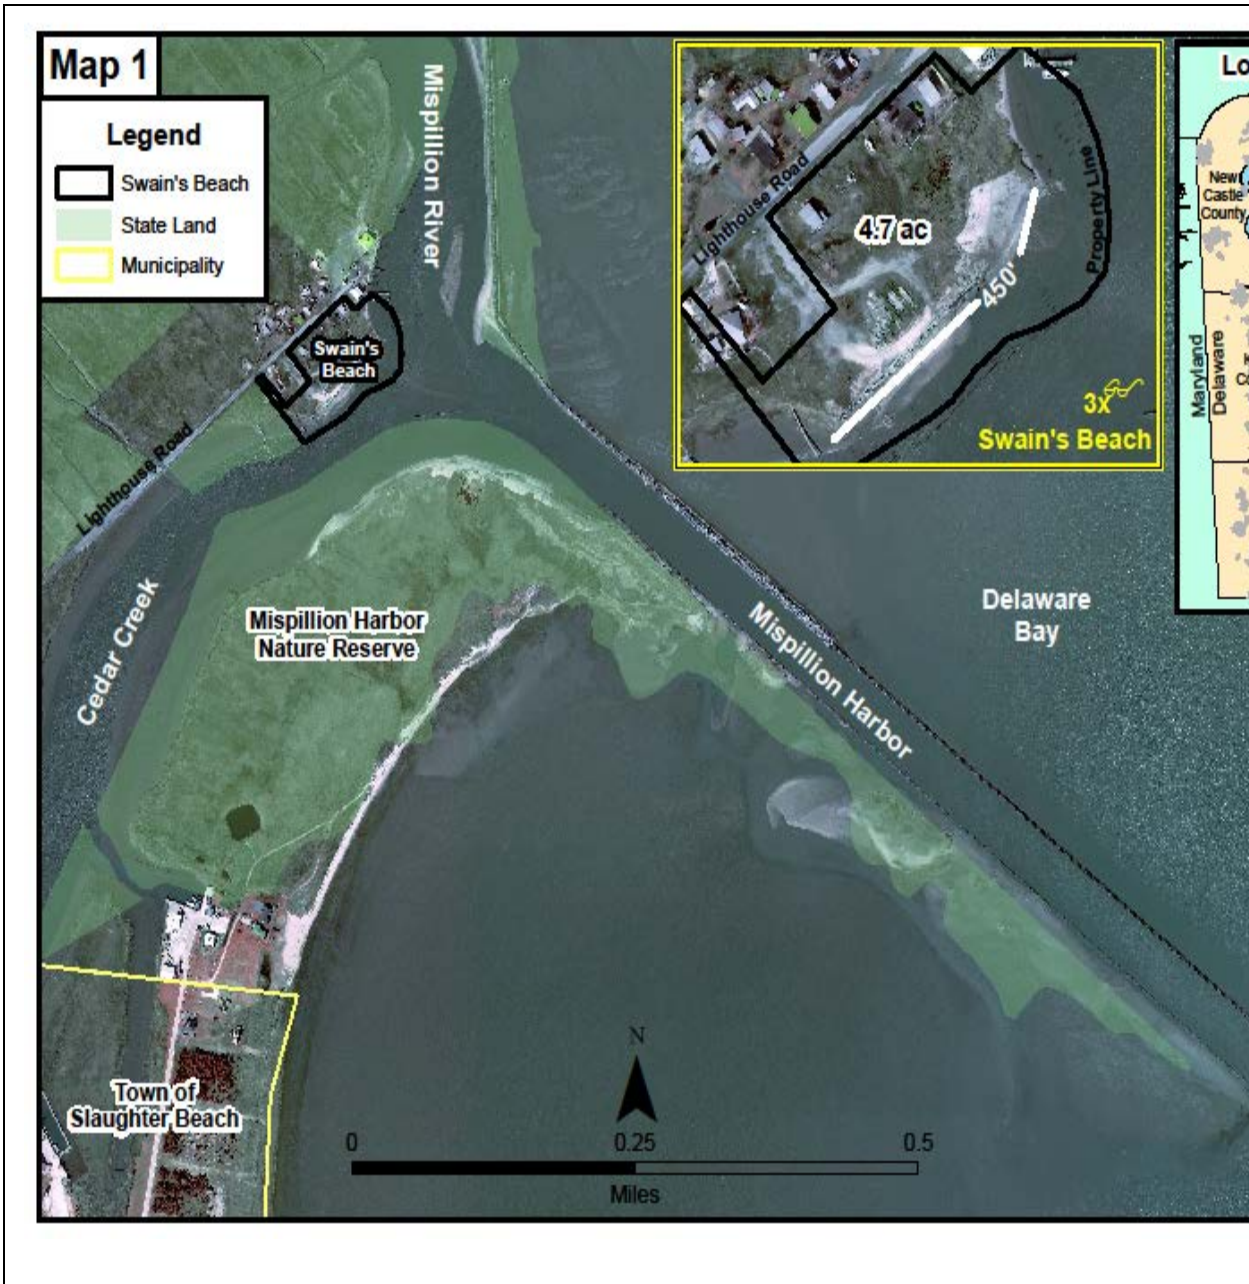 Map 1
Legend
Swain's Beach
State Land
Municipality
Mispillion River
Swain's
Beach
Lighthouse Road
Cedar Creek
Mispillion Harbor
Nature Reserve
Mispillion Harbor
Delaware
Bay
Town of
Slaughter Beach
N
0 0.25 0.5
Miles
Lighthouse Road
4.7 ac
450'
Property Line
3x
Swain's Beach
New
Castle
County
Maryland
Delaware